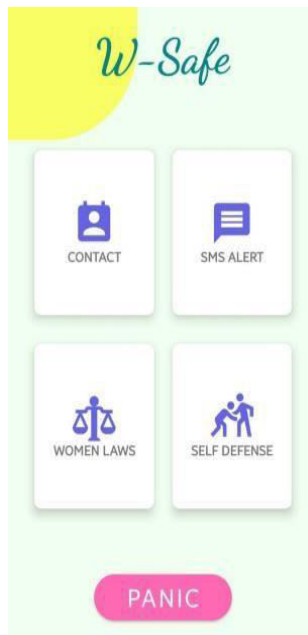 W-Safe
CONTACT
SMS ALERT
WOMEN LAWS
SELF DEFENSE
PANIC